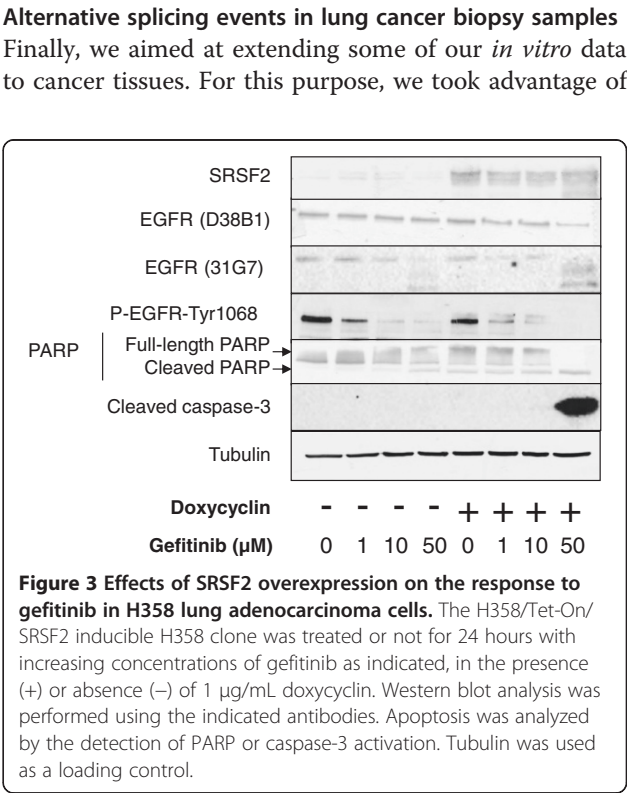 Alternative splicing events in lung cancer biopsy samples
Finally, we aimed at extending some of our in vitro data
to cancer tissues. For this purpose, we took advantage of
SRSF2
EGFR (D38B1)
EGFR (31G7)
P-EGFR-Tyr1068
PARP
Full-length PARP
Cleaved PARP
Cleaved caspase-3
Tubulin
Doxycyclin - - - - + + + +
Gefitinib (µM) 0 1 10 50 0 1 10 50
Figure 3 Effects of SRSF2 overexpression on the response to
gefitinib in H358 lung adenocarcinoma cells. The H358/Tet-On/
SRSF2 inducible H358 clone was treated or not for 24 hours with
increasing concentrations of gefitinib as indicated, in the presence
(+) or absence (−) of 1 µg/mL doxycyclin. Western blot analysis was
performed using the indicated antibodies. Apoptosis was analyzed
by the detection of PARP or caspase-3 activation. Tubulin was used
as a loading control.